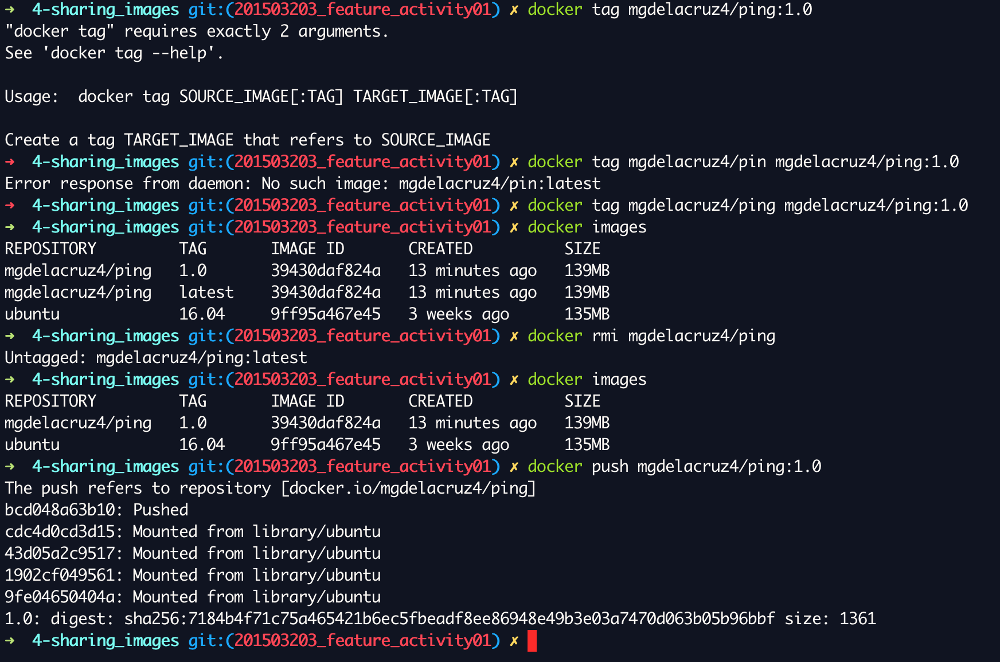 ➜  4-sharing_images git:(201503203_feature_activity01) ✗ docker tag mgdelacruz4/ping:1.0
"docker tag" requires exactly 2 arguments.
See 'docker tag --help'.

Usage:  docker tag SOURCE_IMAGE[:TAG] TARGET_IMAGE[:TAG]

Create a tag TARGET_IMAGE that refers to SOURCE_IMAGE
➜  4-sharing_images git:(201503203_feature_activity01) ✗ docker tag mgdelacruz4/pin mgdelacruz4/ping:1.0
Error response from daemon: No such image: mgdelacruz4/pin:latest
➜  4-sharing_images git:(201503203_feature_activity01) ✗ docker tag mgdelacruz4/ping mgdelacruz4/ping:1.0
➜  4-sharing_images git:(201503203_feature_activity01) ✗ docker images
REPOSITORY         TAG       IMAGE ID       CREATED          SIZE
mgdelacruz4/ping   1.0       39430daf824a   13 minutes ago   139MB
mgdelacruz4/ping   latest    39430daf824a   13 minutes ago   139MB
ubuntu             16.04     9ff95a467e45   3 weeks ago      135MB
➜  4-sharing_images git:(201503203_feature_activity01) ✗ docker rmi mgdelacruz4/ping
Untagged: mgdelacruz4/ping:latest
➜  4-sharing_images git:(201503203_feature_activity01) ✗ docker images
REPOSITORY         TAG       IMAGE ID       CREATED          SIZE
mgdelacruz4/ping   1.0       39430daf824a   13 minutes ago   139MB
ubuntu             16.04     9ff95a467e45   3 weeks ago      135MB
➜  4-sharing_images git:(201503203_feature_activity01) ✗ docker push mgdelacruz4/ping:1.0
The push refers to repository [docker.io/mgdelacruz4/ping]
bcd048a63b10: Pushed
cdc4d0cd3d15: Mounted from library/ubuntu
43d05a2c9517: Mounted from library/ubuntu
1902cf049561: Mounted from library/ubuntu
9fe04650404a: Mounted from library/ubuntu
1.0: digest: sha256:7184b4f71c75a465421b6ec5fbeadf8ee86948e49b3e03a7470d063b05b96bbf size: 1361
➜  4-sharing_images git:(201503203_feature_activity01) ✗